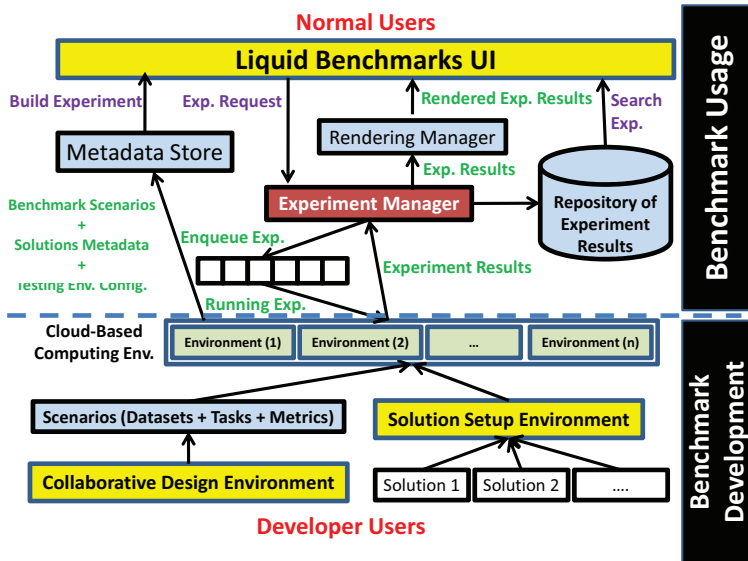 Normal Users
Liquid Benchmarks UI
Build Experiment
Exp. Request
Rendered Exp. Results
Search
Exp.
Metadata Store
Rendering Manager
Exp. Results
Benchmark Scenarios
+
Solutions Metadata
+
Testing Env. Config.
Experiment Manager
Repository of
Experiment
Results
Enqueue Exp.
Experiment Results
Running Exp.
Benchmark Usage
Cloud-Based
Computing Env.
Environment (1)
Environment (2)
...
Environment (n)
Scenarios (Datasets + Tasks + Metrics)
Solution Setup Environment
Collaborative Design Environment
Solution 1
Solution 2
....
Developer Users
Benchmark
Development